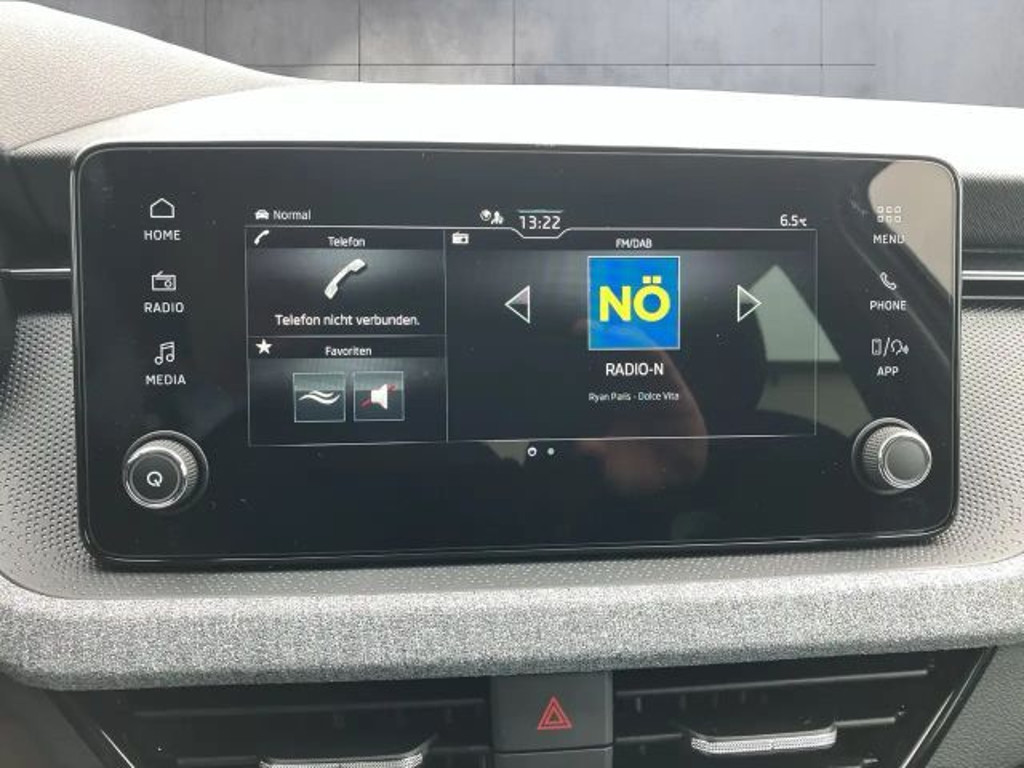 HOME
RADIO
MEDIA
Normal
13:22
6.5°C
Telefon
Telefon nicht verbunden.
Favoriten
FM/DAB
NÖ
RADIO-N
Ryan Paris - Dolce Vita
MENU
PHONE
APP